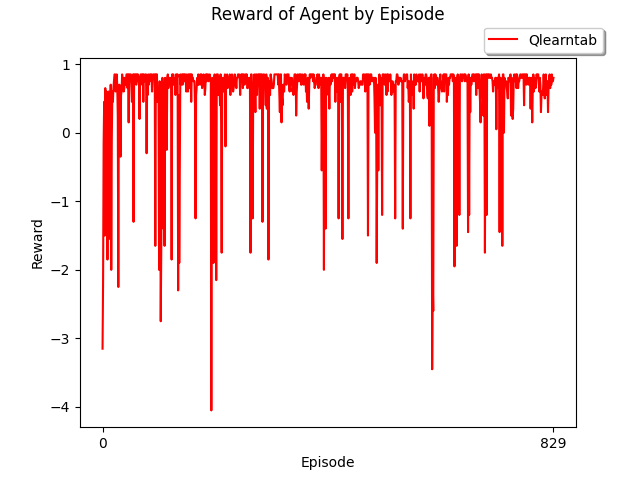 Reward of Agent by Episode
Qlearntab
1
0
−1
−2
−3
−4
Reward
0
829
Episode